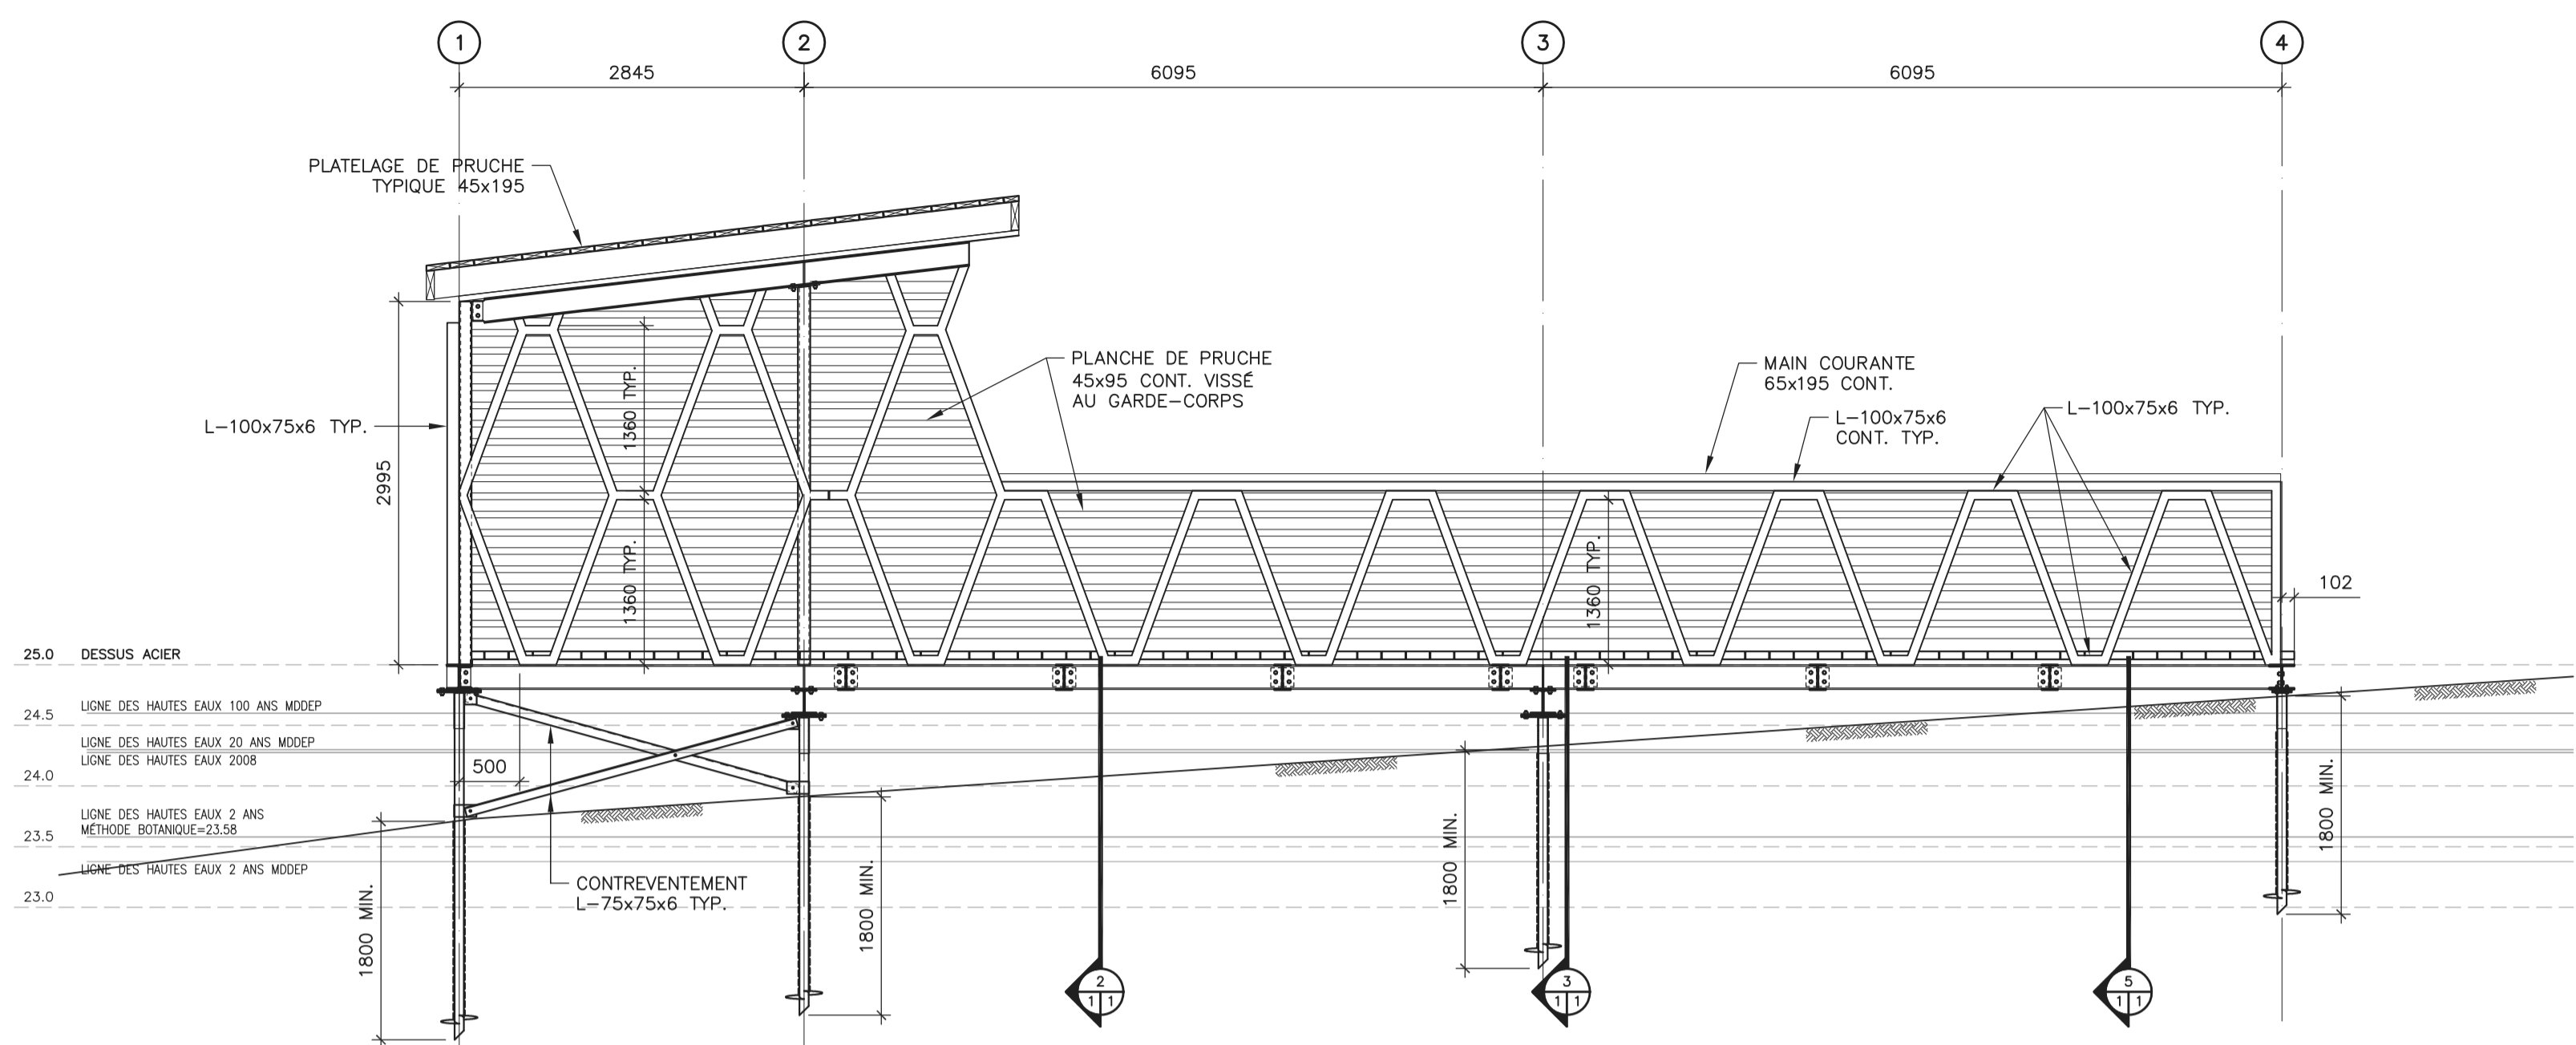 1
2
3
4
2845
6095
6095
PLATELAGE DE PRUCHE
TYPIQUE 45x195
PLANCHE DE PRUCHE
45x95 CONT. VISSÉ
AU GARDE-CORPS
MAIN COURANTE
65x195 CONT.
L-100x75x6
CONT. TYP.
L-100x75x6 TYP.
L-100x75x6 TYP.
2995
1360 TYP.
1360 TYP.
1360 TYP.
102
25.0 DESSUS ACIER
LIGNE DES HAUTES EAUX 100 ANS MDDEP
24.5
LIGNE DES HAUTES EAUX 20 ANS MDDEP
LIGNE DES HAUTES EAUX 2008
24.0
500
LIGNE DES HAUTES EAUX 2 ANS
MÉTHODE BOTANIQUE=23.58
23.5
LIGNE DES HAUTES EAUX 2 ANS MDDEP
23.0
CONTREVENTEMENT
L-75x75x6 TYP.
1800 MIN.
1800 MIN.
1800 MIN.
1800 MIN.
2
1 1
3
1 1
5
1 1